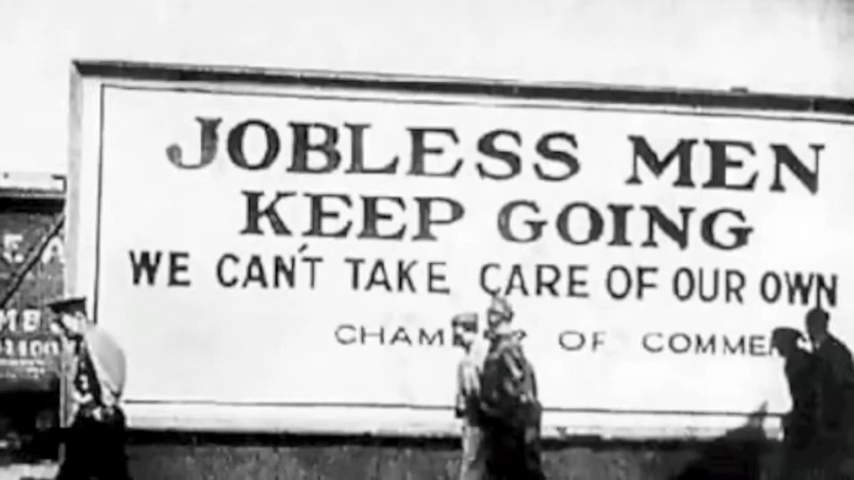 JOBLESS MEN
KEEP GOING
WE CAN'T TAKE CARE OF OUR OWN
OF